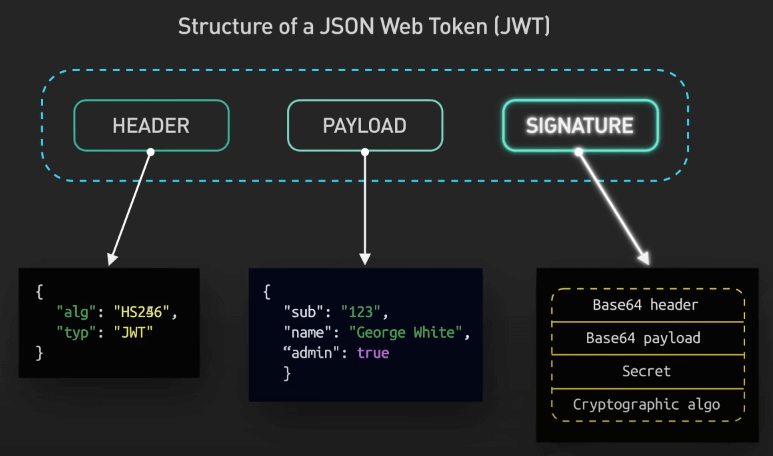 Structure of a JSON Web Token (JWT)
HEADER
PAYLOAD
SIGNATURE
{
"alg": "HS256",
"typ": "JWT"
}
{
"sub": "123",
"name": "George White",
“admin": true
}
Base64 header
Base64 payload
Secret
Cryptographic algo